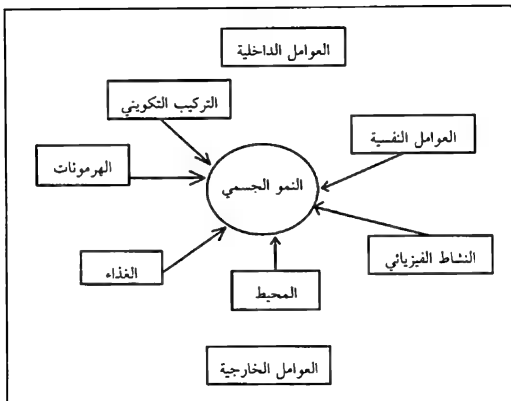 العوامل الداخلية
التركيب التكويني
العوامل النفسية
الهرمونات
النمو الجسمي
النشاط الفيزيائي
الغذاء
المحيط
العوامل الخارجية